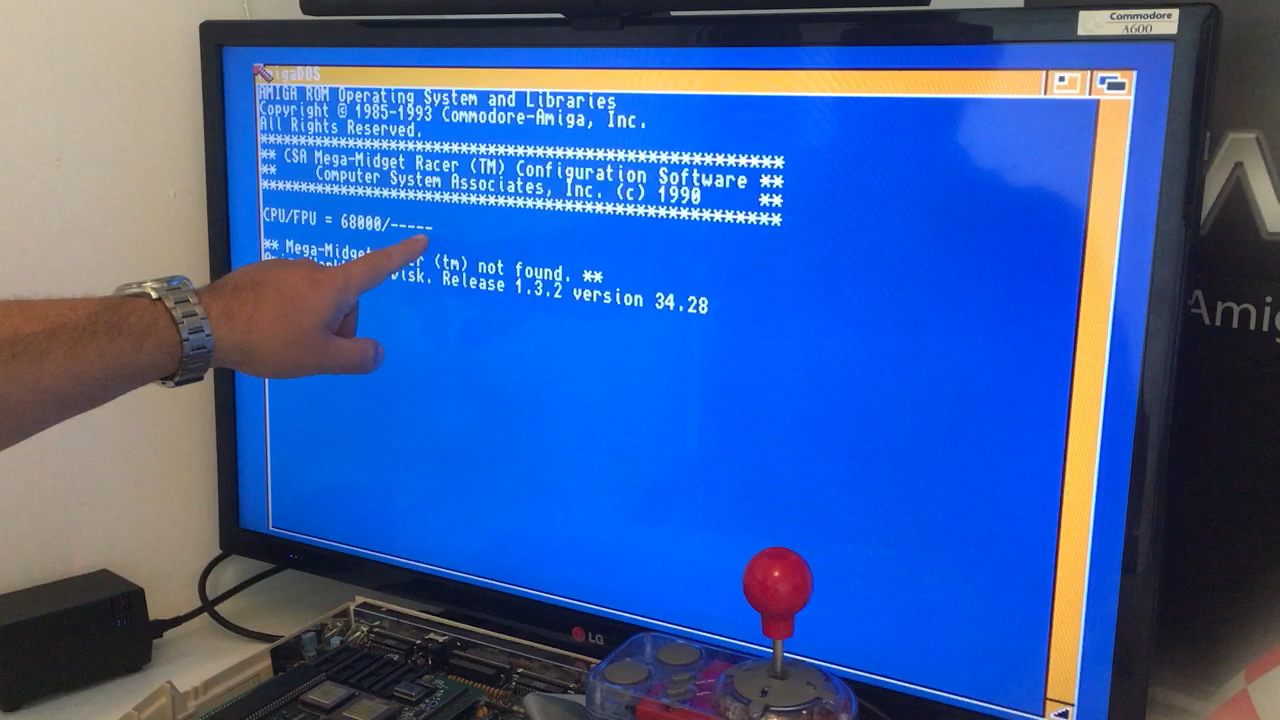 Commodore
A600
igaDOS
AMIGA ROM Operating System and Libraries
Copyright © 1985-1993 Commodore-Amiga, Inc.
All Rights Reserved.
************************************************************
** CSA Mega-Midget Racer (TM) Configuration Software **
** Computer System Associates, Inc. (c) 1990 **
************************************************************
CPU/FPU = 68000/-----
** Mega-Midget (tm) not found. **
Disk. Release 1.3.2 version 34.28
Amig
LG